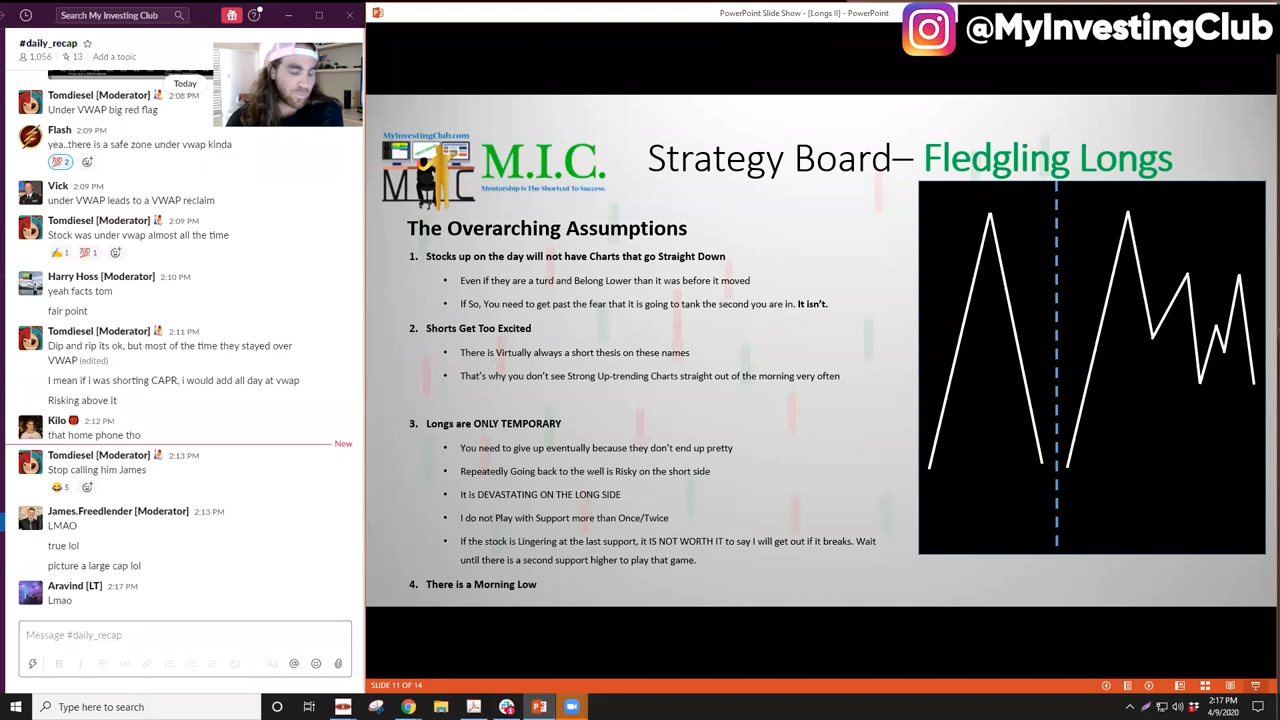 Search My Investing Club
PowerPoint Slide Show - [Longs II] - PowerPoint
@MyInvestingClub
#daily_recap
1,056
13
Add a topic
Today
Tomdiesel [Moderator] 2:08 PM
Under VWAP big red flag
Flash 2:09 PM
yea..there is a safe zone under vwap kinda
2
Vick 2:09 PM
under VWAP leads to a VWAP reclaim
Tomdiesel [Moderator] 2:09 PM
Stock was under vwap almost all the time
1
1
Harry Hoss [Moderator] 2:10 PM
yeah facts tom
fair point
Tomdiesel [Moderator] 2:11 PM
Dip and rip its ok, but most of the time they stayed over
VWAP (edited)
I mean if i was shorting CAPR, i would add all day at vwap
Risking above it
Kilo 2:12 PM
that home phone tho
New
Tomdiesel [Moderator] 2:13 PM
Stop calling him James
5
James.Freedlender [Moderator] 2:13 PM
LMAO
true lol
picture a large cap lol
Aravind [LT] 2:17 PM
Lmao
Message #daily_recap
MyInvestingClub.com
MIC
M.I.C.
Mentorship Is The Shortcut To Success.
Strategy Board– Fledgling Longs
The Overarching Assumptions
1. Stocks up on the day will not have Charts that go Straight Down
• Even if they are a turd and Belong Lower than it was before it moved
• If So, You need to get past the fear that it is going to tank the second you are in. It isn't.
2. Shorts Get Too Excited
• There is Virtually always a short thesis on these names
• That's why you don't see Strong Up-trending Charts straight out of the morning very often
3. Longs are ONLY TEMPORARY
• You need to give up eventually because they don't end up pretty
• Repeatedly Going back to the well is Risky on the short side
• It is DEVASTATING ON THE LONG SIDE
• I do not Play with Support more than Once/Twice
• If the stock is Lingering at the last support, it IS NOT WORTH IT to say I will get out if it breaks. Wait
until there is a second support higher to play that game.
4. There is a Morning Low
SLIDE 11 OF 14
Type here to search
2:17 PM
4/9/2020